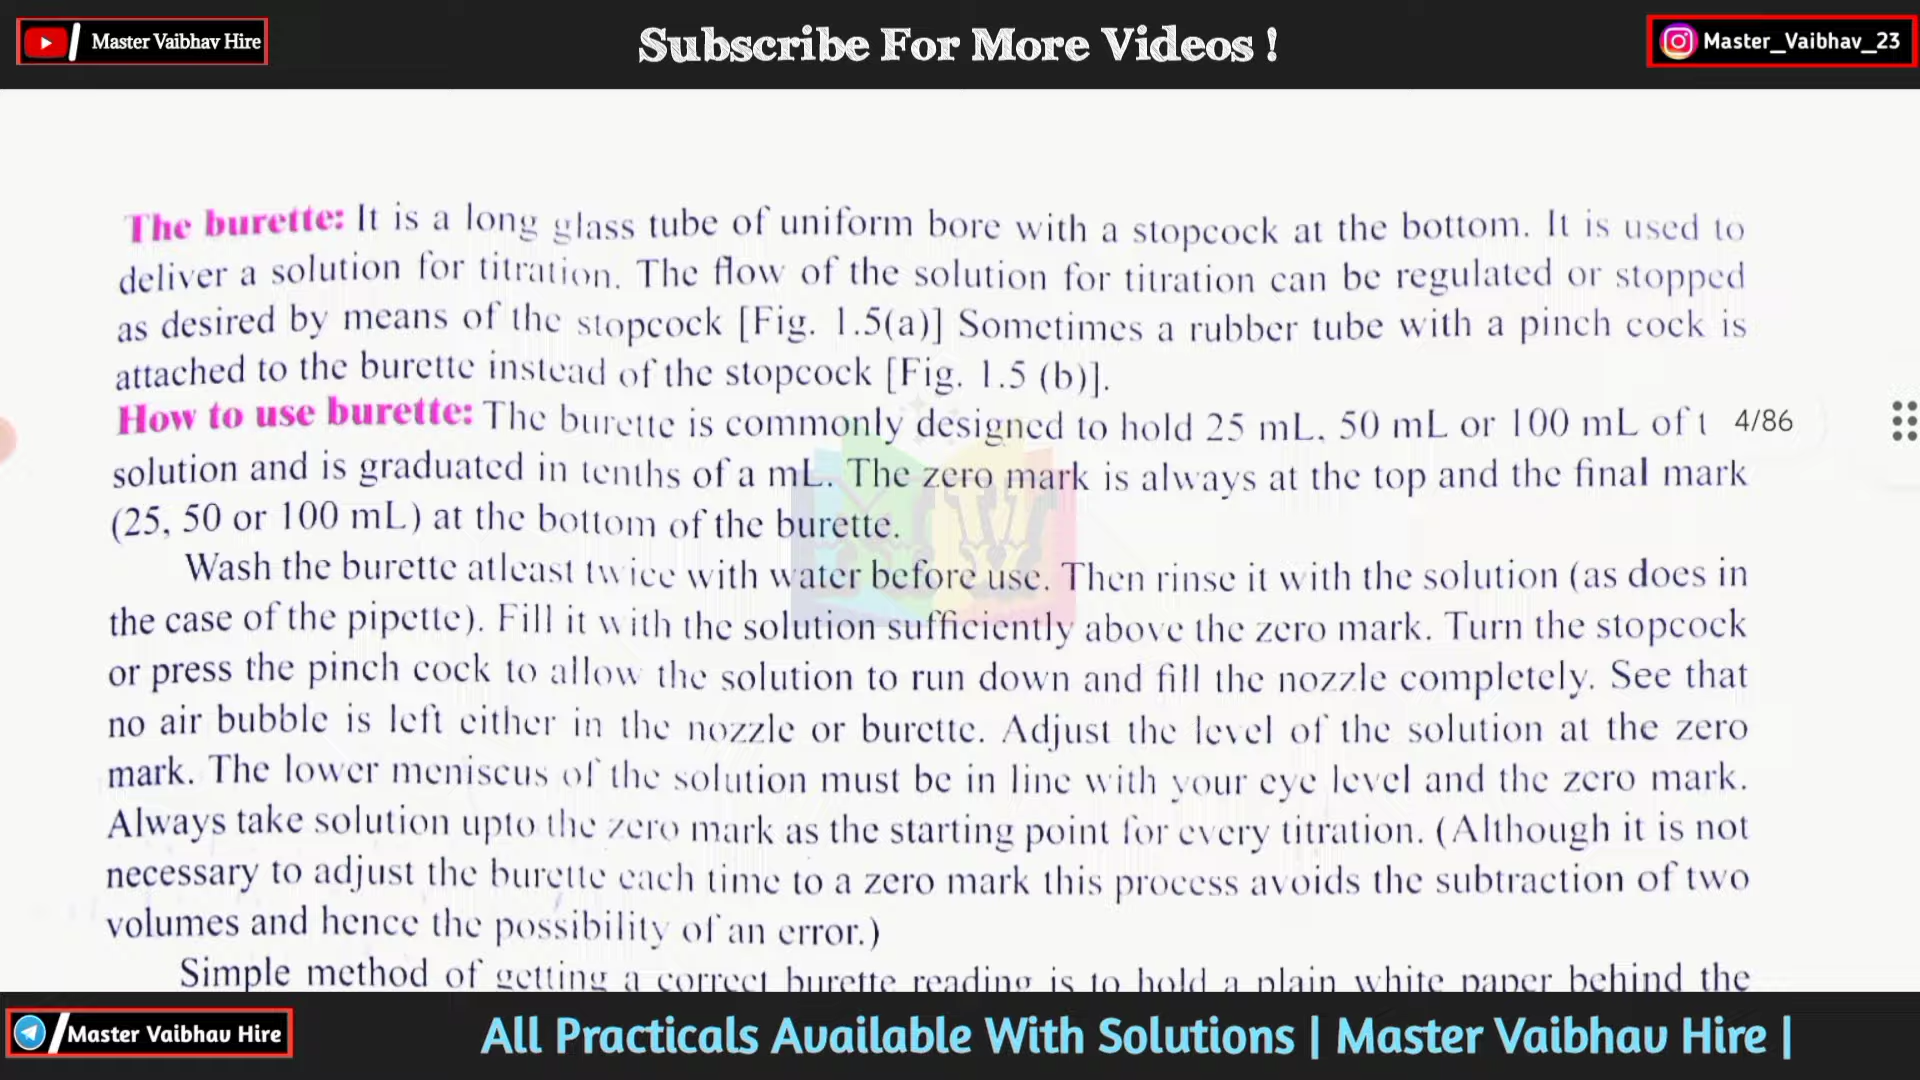 Master Vaibhav Hire
Subscribe For More Videos !
Master_Vaibhav_23
The burette: It is a long glass tube of uniform bore with a stopcock at the bottom. It is used to
deliver a solution for titration. The flow of the solution for titration can be regulated or stopped
as desired by means of the stopcock [Fig. 1.5(a)] Sometimes a rubber tube with a pinch cock is
attached to the burette instead of the stopcock [Fig. 1.5 (b)].
How to use burette: The burette is commonly designed to hold 25 mL, 50 mL or 100 mL of t
4/86
solution and is graduated in tenths of a mL. The zero mark is always at the top and the final mark
(25, 50 or 100 mL) at the bottom of the burette.
Wash the burette atleast twice with water before use. Then rinse it with the solution (as does in
the case of the pipette). Fill it with the solution sufficiently above the zero mark. Turn the stopcock
or press the pinch cock to allow the solution to run down and fill the nozzle completely. See that
no air bubble is left either in the nozzle or burette. Adjust the level of the solution at the zero
mark. The lower meniscus of the solution must be in line with your eye level and the zero mark.
Always take solution upto the zero mark as the starting point for every titration. (Although it is not
necessary to adjust the burette each time to a zero mark this process avoids the subtraction of two
volumes and hence the possibility of an error.)
Simple method of getting a correct burette reading is to hold a plain white paper behind the
MVW
Master Vaibhav Hire
All Practicals Available With Solutions | Master Vaibhav Hire |